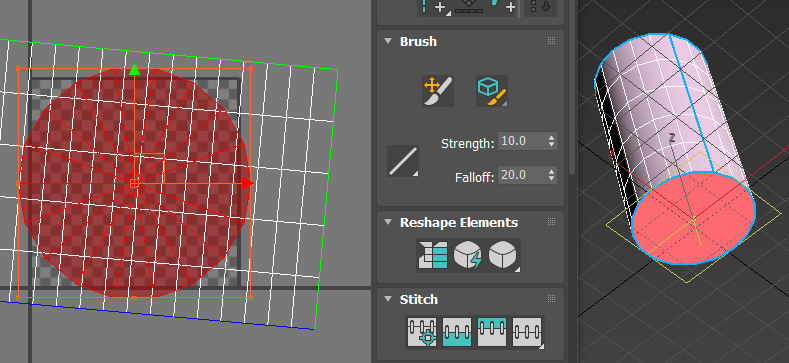 Brush
Strength: 10.0
Falloff: 20.0
Reshape Elements
Stitch
Z